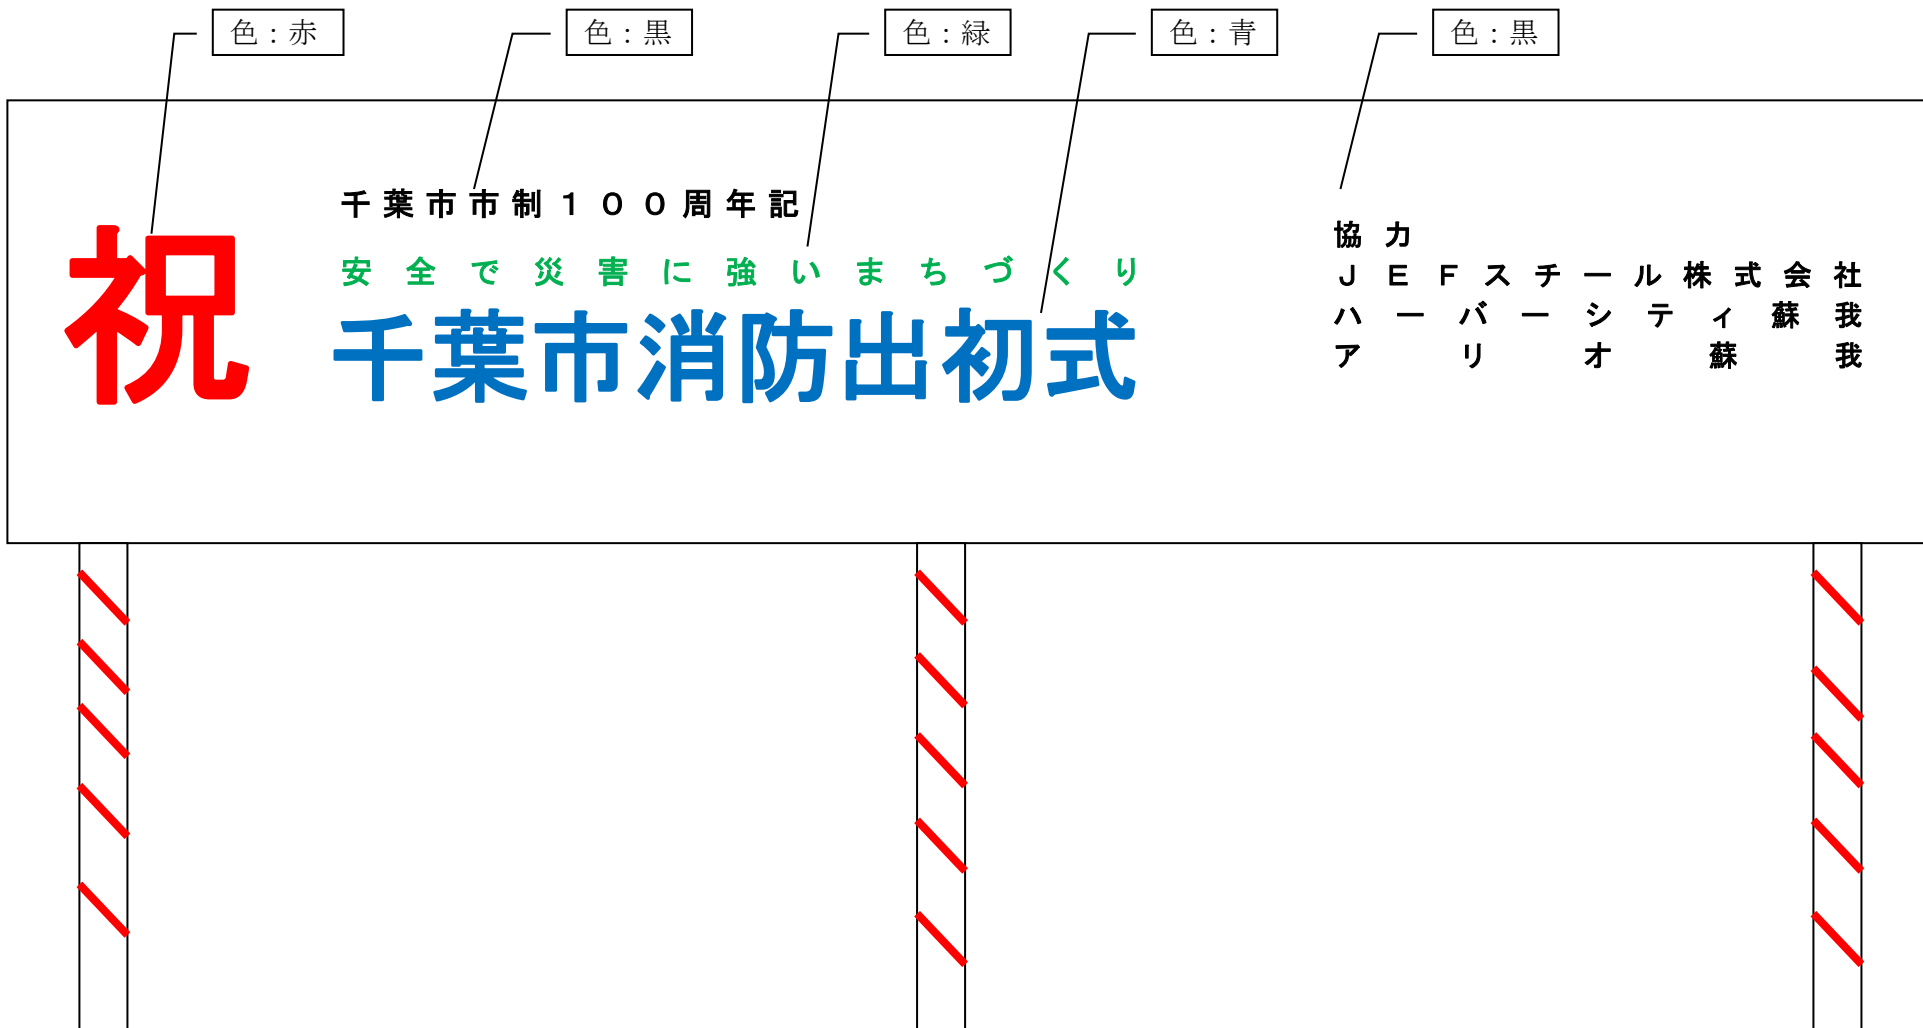 色：赤
色：黒
色：緑
色：青
色：黒
祝
千葉市市制１００周年記
安全で災害に強いまちづくり
千葉市消防出初式
協力
ＪＥＦスチール株式会社
ハーバーシティ蘇我
アリオ蘇我